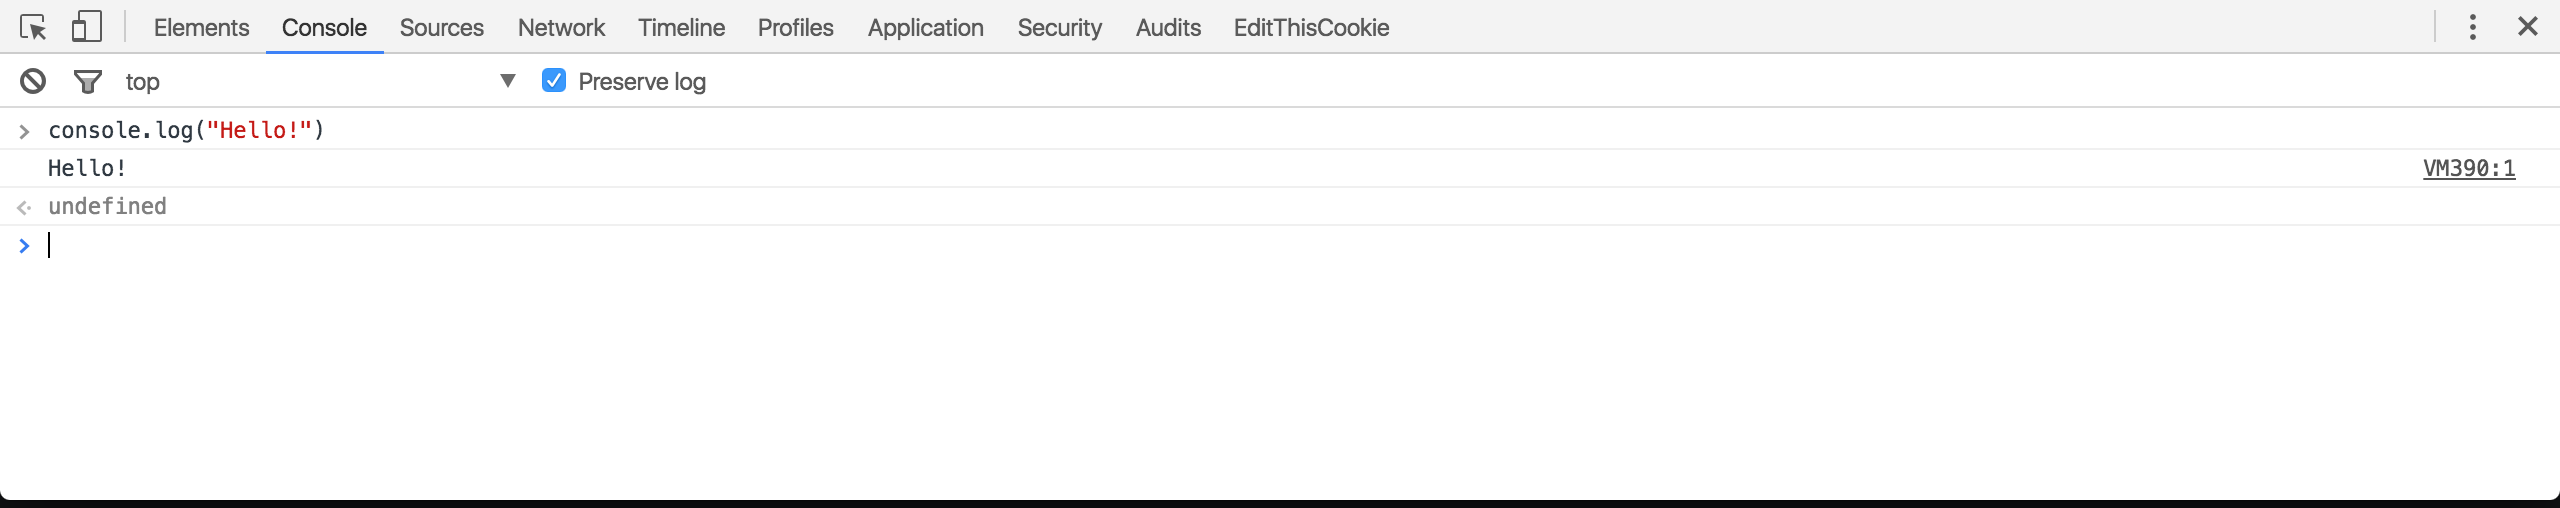 Elements Console Sources Network Timeline Profiles Application Security Audits EditThisCookie
top Preserve log
console.log("Hello!")
Hello! VM390:1
undefined